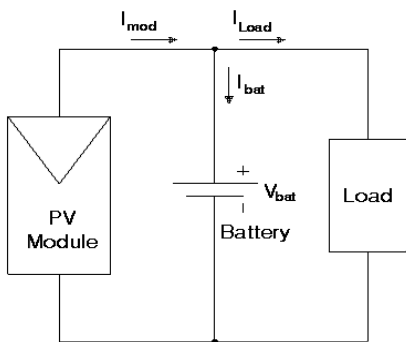 Imod
ILoad
Ibat
+
Vbat
Battery
PV
Module
Load